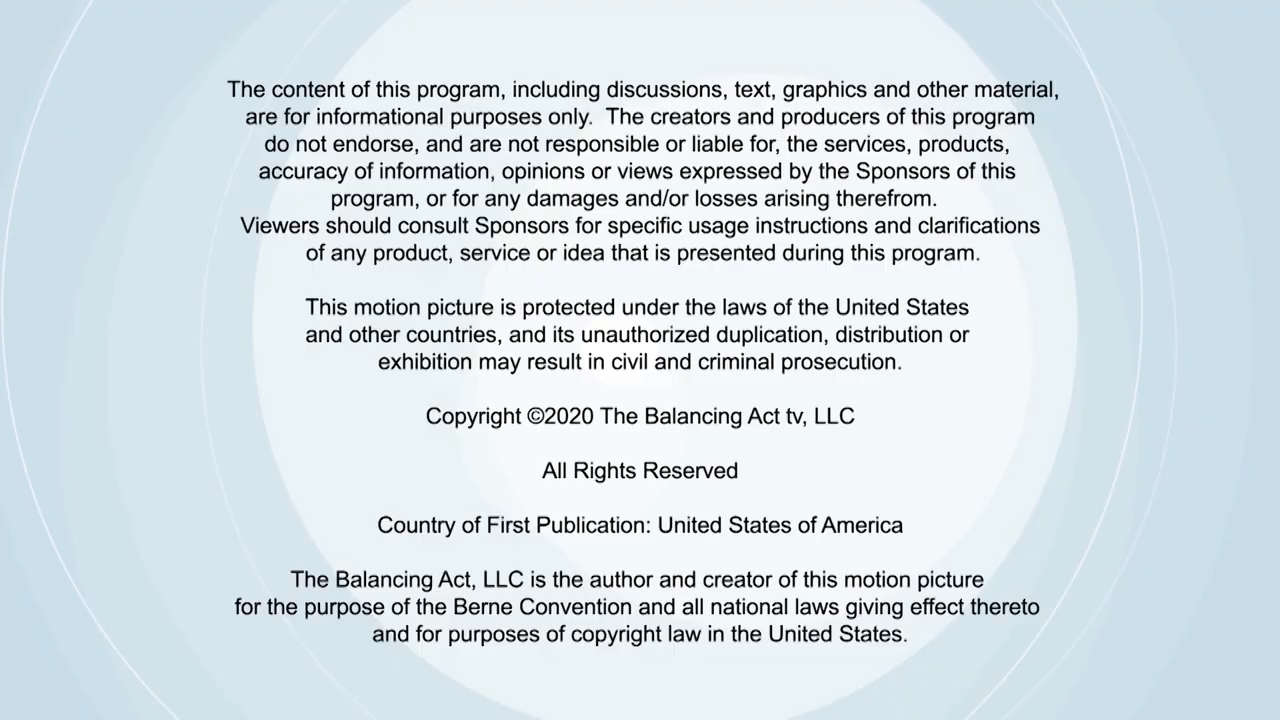 The content of this program, including discussions, text, graphics and other material,
are for informational purposes only.  The creators and producers of this program
do not endorse, and are not responsible or liable for, the services, products,
accuracy of information, opinions or views expressed by the Sponsors of this
program, or for any damages and/or losses arising therefrom.
Viewers should consult Sponsors for specific usage instructions and clarifications
of any product, service or idea that is presented during this program.
This motion picture is protected under the laws of the United States
and other countries, and its unauthorized duplication, distribution or
exhibition may result in civil and criminal prosecution.
Copyright ©2020 The Balancing Act tv, LLC
All Rights Reserved
Country of First Publication: United States of America
The Balancing Act, LLC is the author and creator of this motion picture
for the purpose of the Berne Convention and all national laws giving effect thereto
and for purposes of copyright law in the United States.